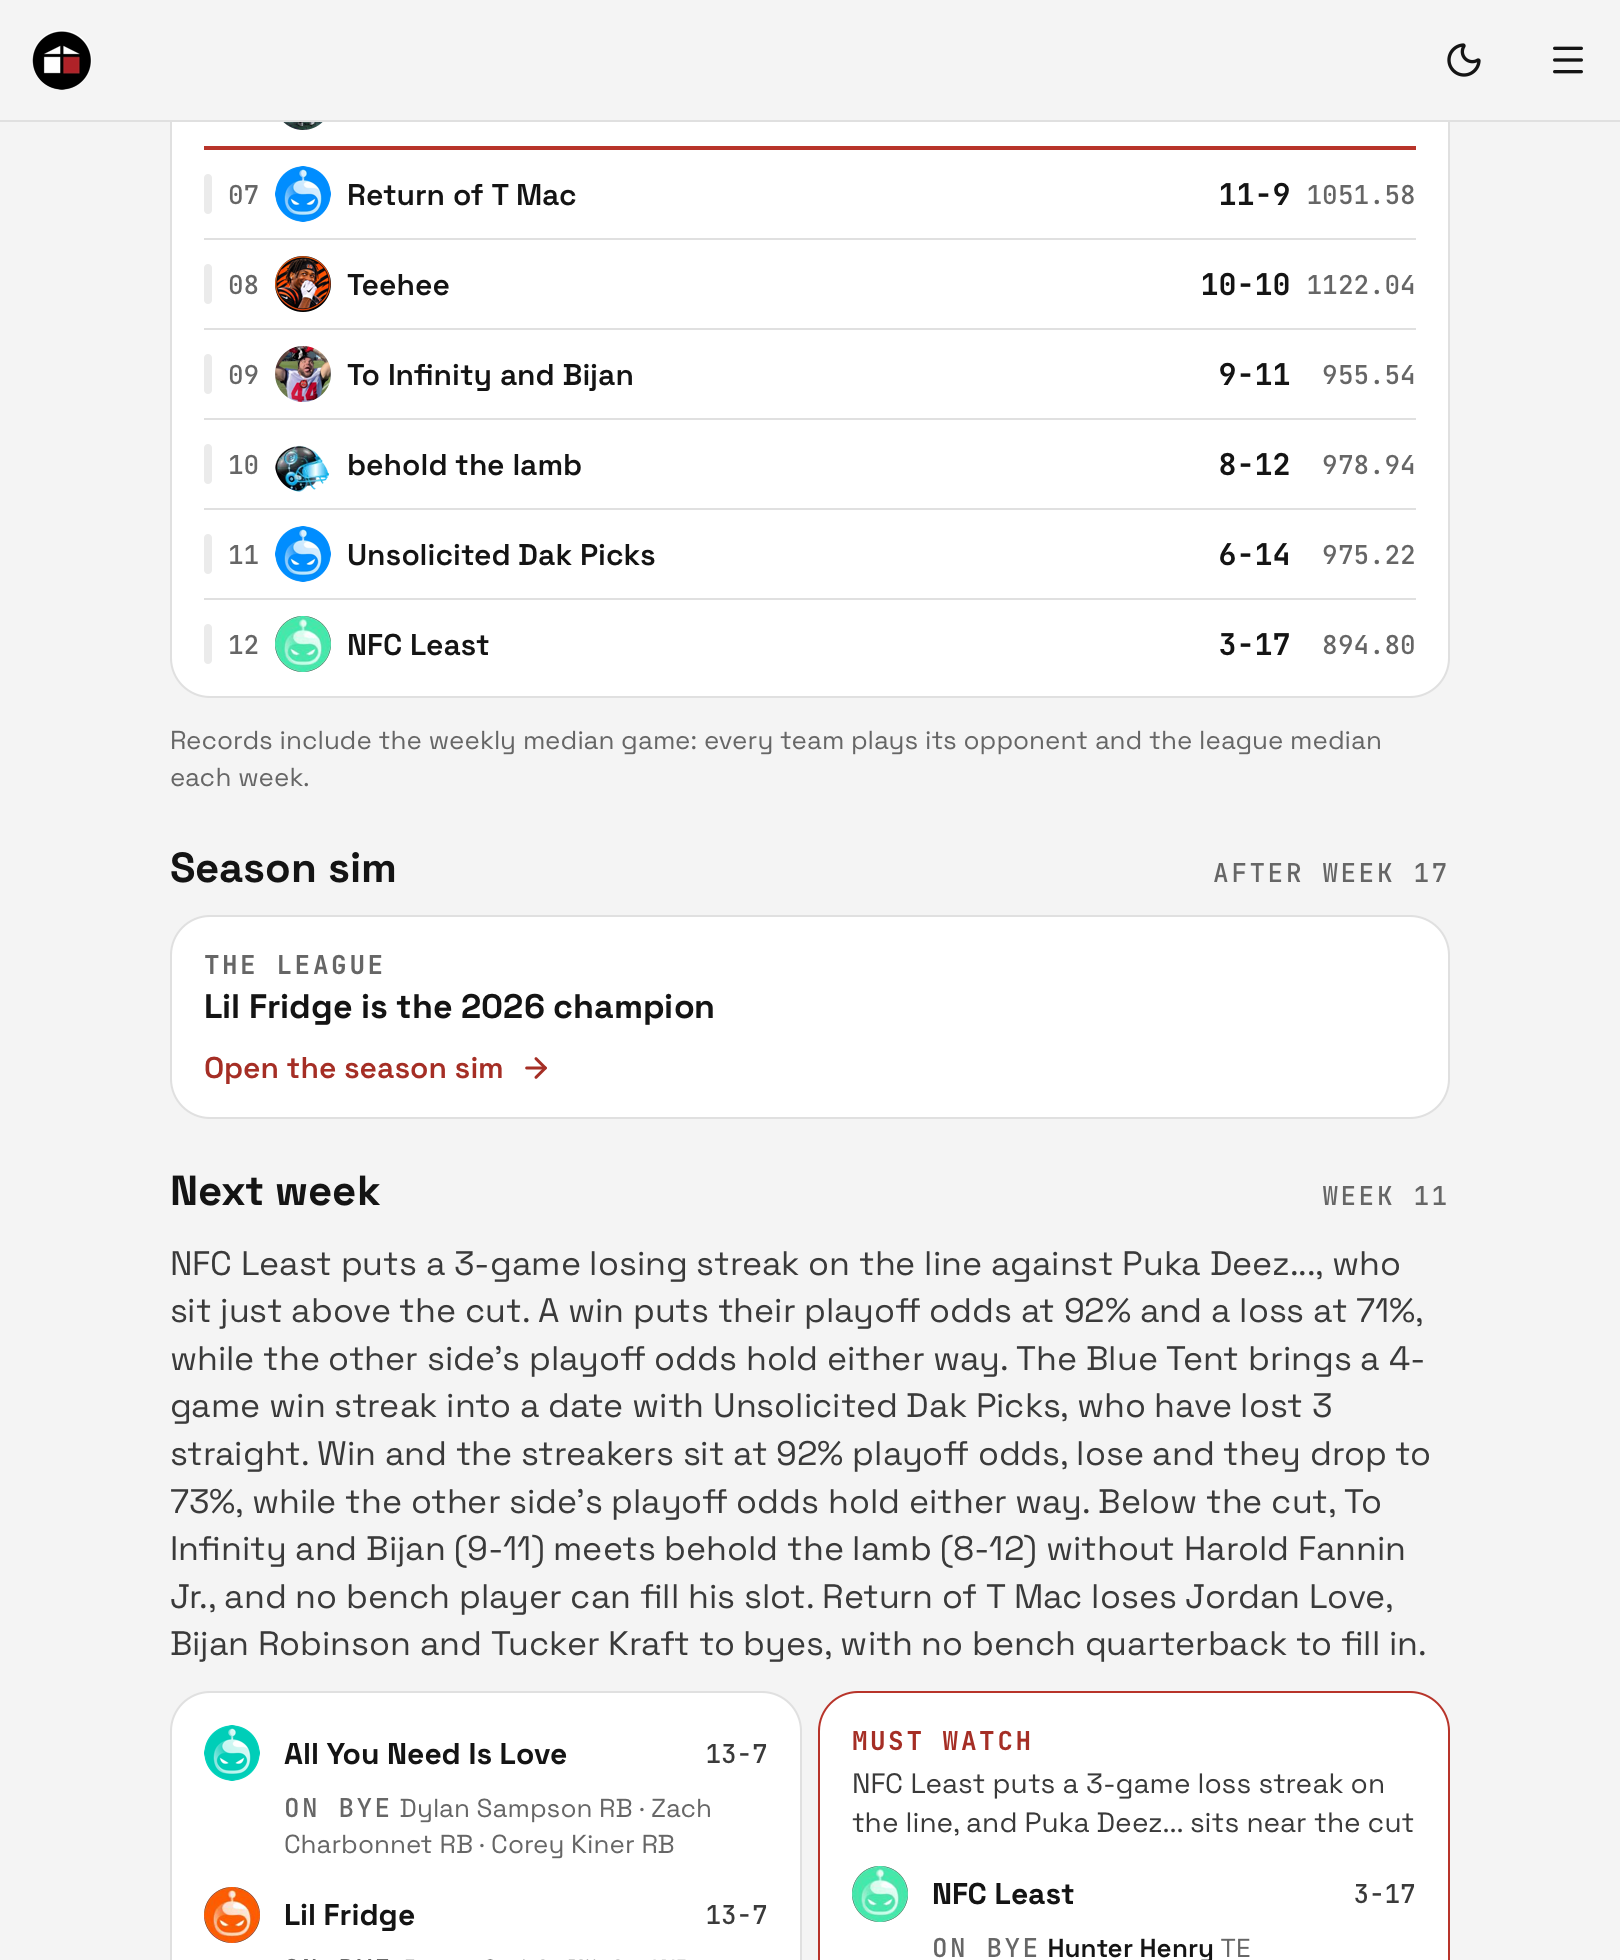 07 Return of T Mac 11-9 1051.58
08 Teehee 10-10 1122.04
09 To Infinity and Bijan 9-11 955.54
10 behold the lamb 8-12 978.94
11 Unsolicited Dak Picks 6-14 975.22
12 NFC Least 3-17 894.80
Records include the weekly median game: every team plays its opponent and the league median
each week.
Season sim AFTER WEEK 17
THE LEAGUE
Lil Fridge is the 2026 champion
Open the season sim →
Next week WEEK 11
NFC Least puts a 3-game losing streak on the line against Puka Deez..., who
sit just above the cut. A win puts their playoff odds at 92% and a loss at 71%,
while the other side's playoff odds hold either way. The Blue Tent brings a 4-
game win streak into a date with Unsolicited Dak Picks, who have lost 3
straight. Win and the streakers sit at 92% playoff odds, lose and they drop to
73%, while the other side's playoff odds hold either way. Below the cut, To
Infinity and Bijan (9-11) meets behold the lamb (8-12) without Harold Fannin
Jr., and no bench player can fill his slot. Return of T Mac loses Jordan Love,
Bijan Robinson and Tucker Kraft to byes, with no bench quarterback to fill in.
All You Need Is Love 13-7
ON BYE Dylan Sampson RB · Zach
Charbonnet RB · Corey Kiner RB
Lil Fridge 13-7
MUST WATCH
NFC Least puts a 3-game loss streak on
the line, and Puka Deez... sits near the cut
NFC Least 3-17
ON BYE Hunter Henry TE